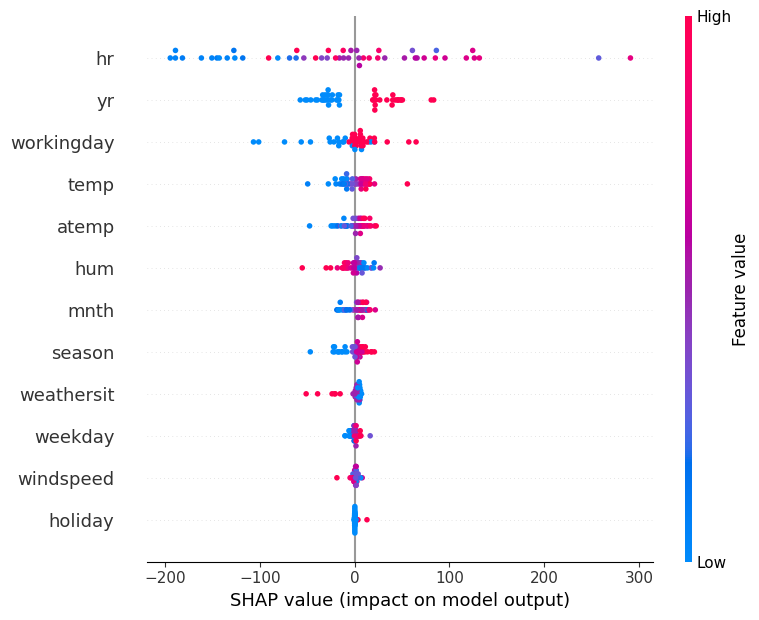 High
hr
yr
workingday
temp
atemp
hum
mnth
season
weathersit
weekday
windspeed
holiday
Feature value
Low
−200 −100 0 100 200 300
SHAP value (impact on model output)